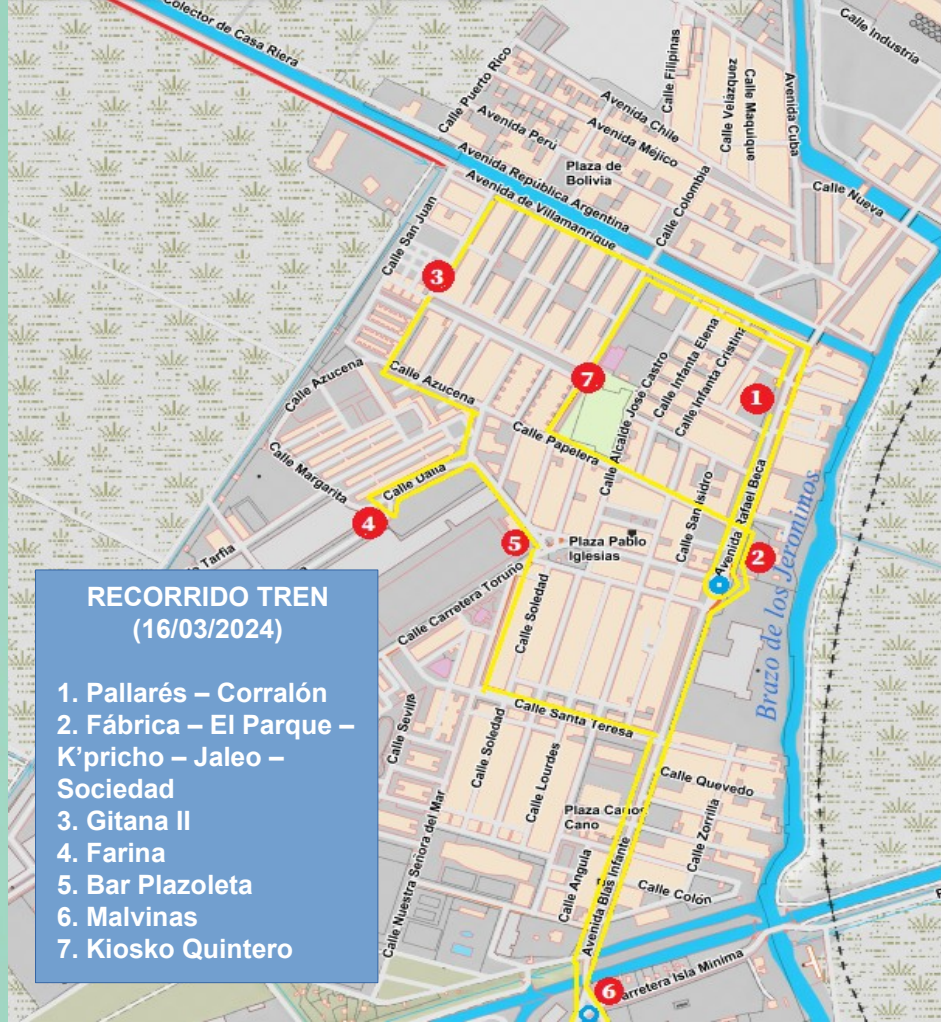 Colector de Casa Riera
Calle Industria
Calle Puerto Rico
Calle Filipinas
Calle Velázquez
Calle Maquique
Avenida Cuba
Avenida Chile
Avenida Perú
Avenida Méjico
Plaza de
Bolivia
Avenida República Argentina
Avenida de Villamanrique
Calle Colombia
Calle Nueva
Calle San Juan
3
Calle Azucena
Calle Azucena
7
Calle Alcalde José Castro
Calle Infanta Elena
Calle Infanta Cristina
1
Calle Papelera
Calle Margarita
Calle Dalia
4
5
Plaza Pablo
Iglesias
Calle San Isidro
Avenida Rafael Beca
2
Brazo de los Jerónimos
Tarfia
Calle Carretera Toruño
Calle Soledad
RECORRIDO TREN
(16/03/2024)
1. Pallarés – Corralón
2. Fábrica – El Parque –
K’pricho – Jaleo –
Sociedad
3. Gitana II
4. Farina
5. Bar Plazoleta
6. Malvinas
7. Kiosko Quintero
Calle Sevilla
Calle Soledad
Calle Santa Teresa
Calle Lourdes
Calle Quevedo
Calle Zorrilla
Plaza Carlos
Cano
Calle Nuestra Señora del Mar
Calle Angula
Avenida Blas Infante
Calle Colón
6
Carretera Isla Mínima